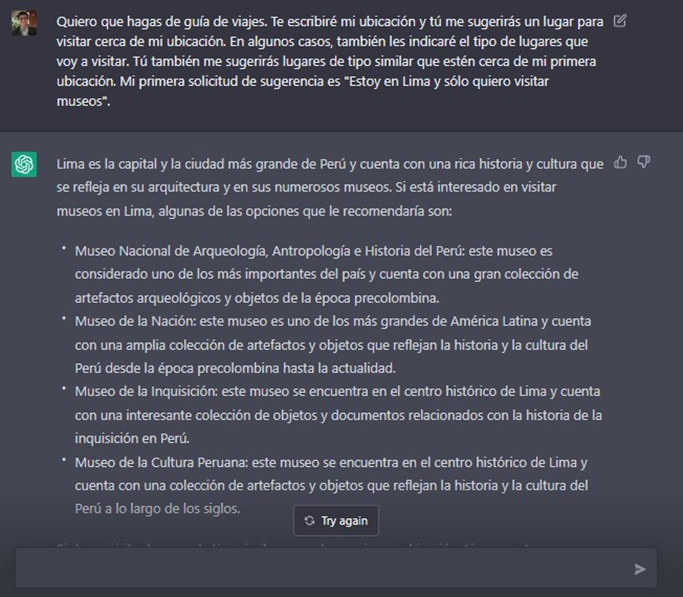 Quiero que hagas de guía de viajes. Te escribiré mi ubicación y tú me sugerirás un lugar para
visitar cerca de mi ubicación. En algunos casos, también les indicaré el tipo de lugares que
voy a visitar. Tú también me sugerirás lugares de tipo similar que estén cerca de mi primera
ubicación. Mi primera solicitud de sugerencia es "Estoy en Lima y sólo quiero visitar
museos".
Lima es la capital y la ciudad más grande de Perú y cuenta con una rica historia y cultura que
se refleja en su arquitectura y en sus numerosos museos. Si está interesado en visitar
museos en Lima, algunas de las opciones que le recomendaría son:
• Museo Nacional de Arqueología, Antropología e Historia del Perú: este museo es
considerado uno de los más importantes del país y cuenta con una gran colección de
artefactos arqueológicos y objetos de la época precolombina.
• Museo de la Nación: este museo es uno de los más grandes de América Latina y cuenta
con una amplia colección de artefactos y objetos que reflejan la historia y la cultura del
Perú desde la época precolombina hasta la actualidad.
• Museo de la Inquisición: este museo se encuentra en el centro histórico de Lima y cuenta
con una interesante colección de objetos y documentos relacionados con la historia de la
inquisición en Perú.
• Museo de la Cultura Peruana: este museo se encuentra en el centro histórico de Lima y
cuenta con una colección de artefactos y objetos que reflejan la historia y la cultura del
Perú a lo largo de los siglos.
Try again